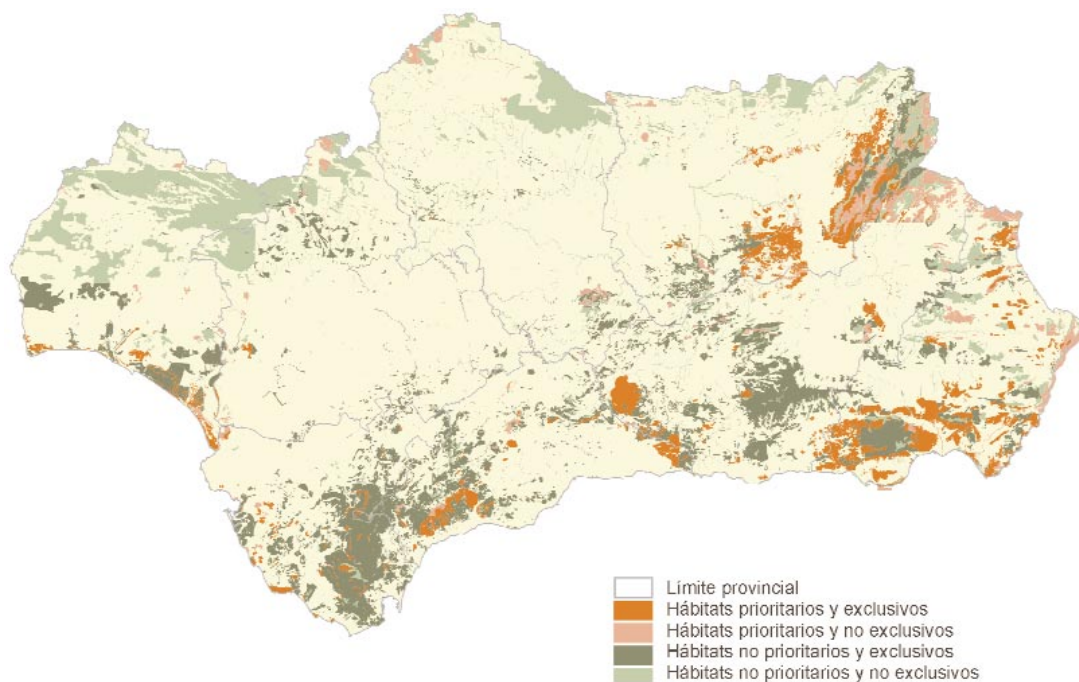 Límite provincial
Hábitats prioritarios y exclusivos
Hábitats prioritarios y no exclusivos
Hábitats no prioritarios y exclusivos
Hábitats no prioritarios y no exclusivos